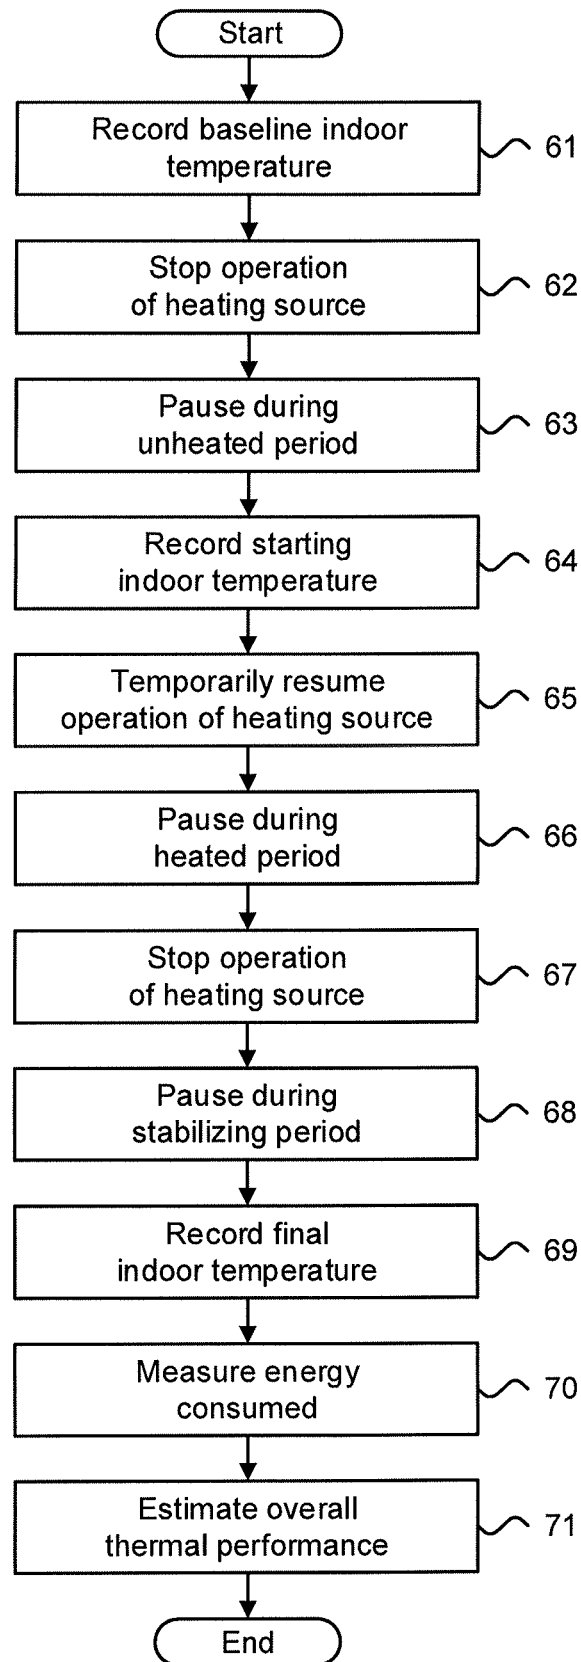 Start
Record baseline indoor
temperature
61
Stop operation
of heating source
62
Pause during
unheated period
63
Record starting
indoor temperature
64
Temporarily resume
operation of heating source
65
Pause during
heated period
66
Stop operation
of heating source
67
Pause during
stabilizing period
68
Record final
indoor temperature
69
Measure energy
consumed
70
Estimate overall
thermal performance
71
End